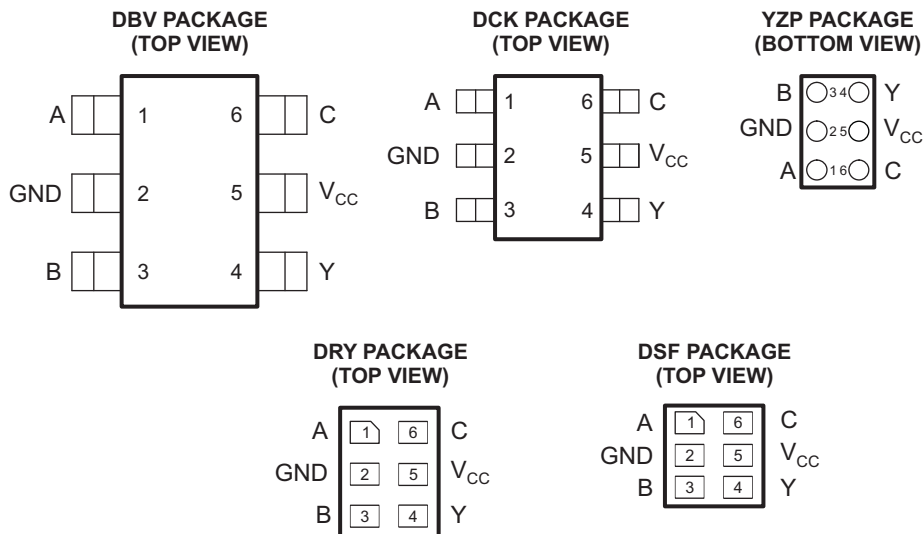 DBV PACKAGE
(TOP VIEW)
A 1 6 C
GND 2 5 VCC
B 3 4 Y
DCK PACKAGE
(TOP VIEW)
A 1 6 C
GND 2 5 VCC
B 3 4 Y
YZP PACKAGE
(BOTTOM VIEW)
B 3 4 Y
GND 2 5 VCC
A 1 6 C
DRY PACKAGE
(TOP VIEW)
A 1 6 C
GND 2 5 VCC
B 3 4 Y
DSF PACKAGE
(TOP VIEW)
A 1 6 C
GND 2 5 VCC
B 3 4 Y